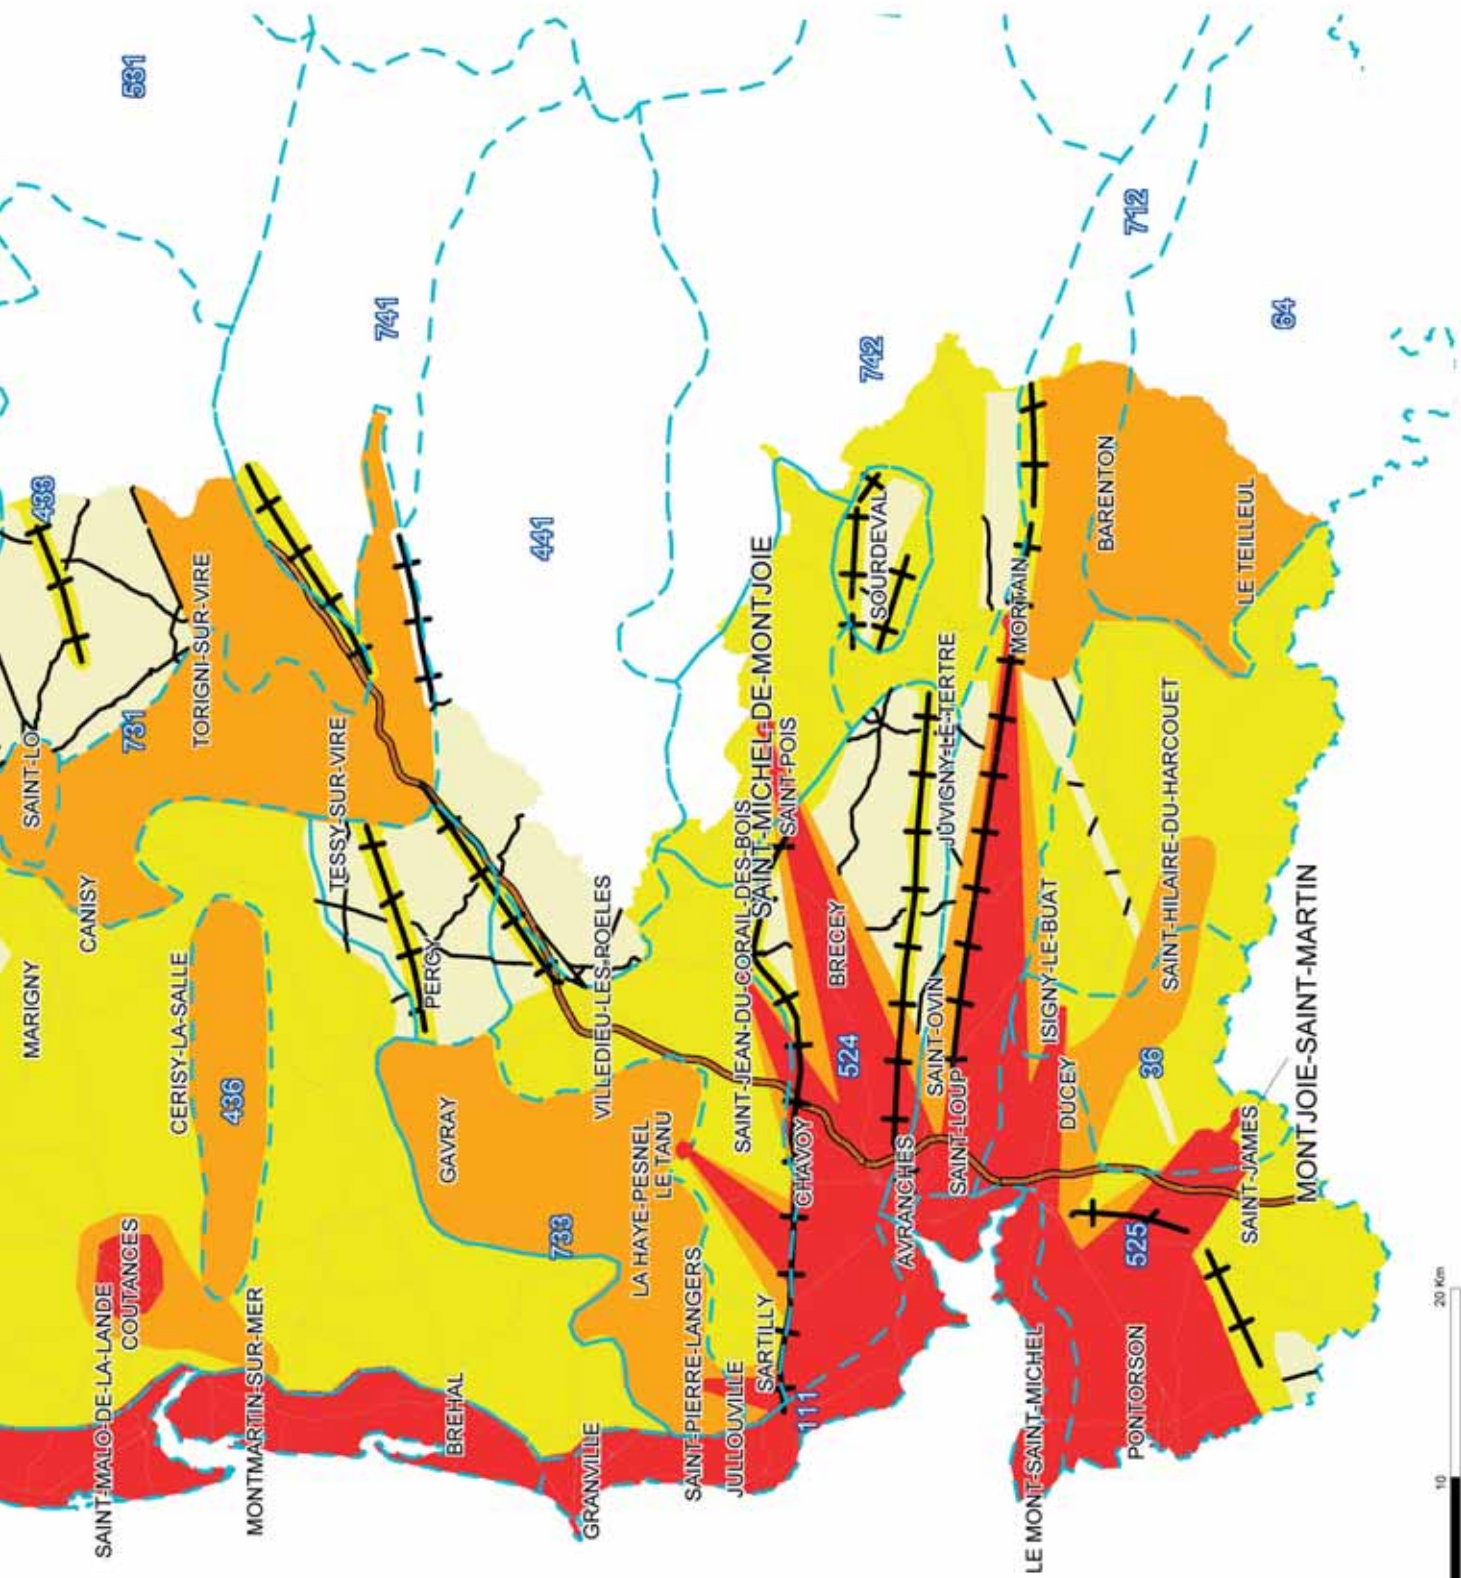 531
741
441
742
712
64
433
SAINT-LO
731
TORIGNI-SUR-VIRE
TESSY-SUR-VIRE
SAINT-MICHEL-DE-MONTJOIE
SAINT-POIS
SOURDEVAL
JUVIGNY-LE-TERTRE
MORTAIN
BARENTON
LE TEILLEUL
SAINT-HILAIRE-DU-HARCOUET
MARIGNY
CANISY
CERISY-LA-SALLE
436
PERCY
VILLEDIEU-LES-POELES
SAINT-JEAN-DU-CORAIL-DES-BOIS
BRECEY
524
SAINT-OVIN
SAINT-LOUP
ISIGNY-LE-BUAT
DUCEY
36
MONTJOIE-SAINT-MARTIN
SAINT-JAMES
GAVRAY
733
LA HAYE-PESNEL
LE TANU
CHAVOY
AVRANCHES
525
SAINT-MALO-DE-LA-LANDE
COUTANCES
MONTMARTIN-SUR-MER
BREHAL
GRANVILLE
SAINT-PIERRE-LANGERS
JULLOUVILLE
SARTILLY
111
LE MONT-SAINT-MICHEL
PONTORSON
10
20 Km